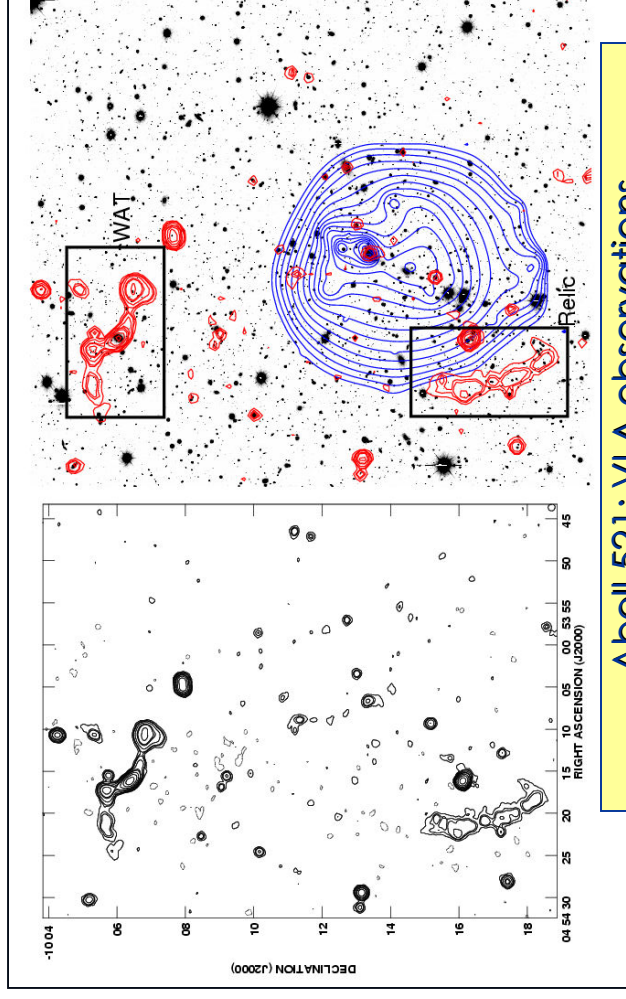 WAT
Relic
-10 04
06
08
10
12
14
16
18
DECLINATION (J2000)
04 54 30
25
20
15
10
05
00
53 55
50
45
RIGHT ASCENSION (J2000)
Abell 521: VLA observations